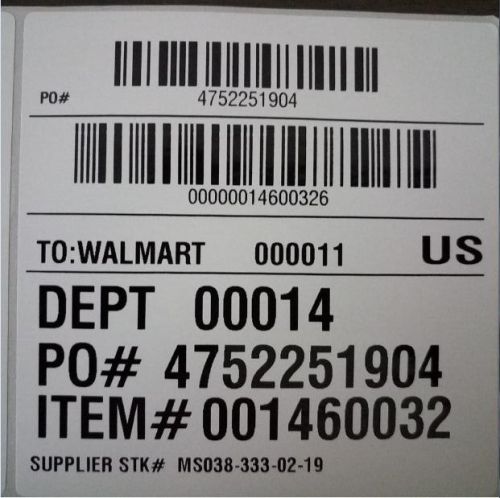 PO# 4752251904
00000014600326
TO:WALMART 000011 US
DEPT 00014
PO# 4752251904
ITEM# 001460032
SUPPLIER STK# MS038-333-02-19